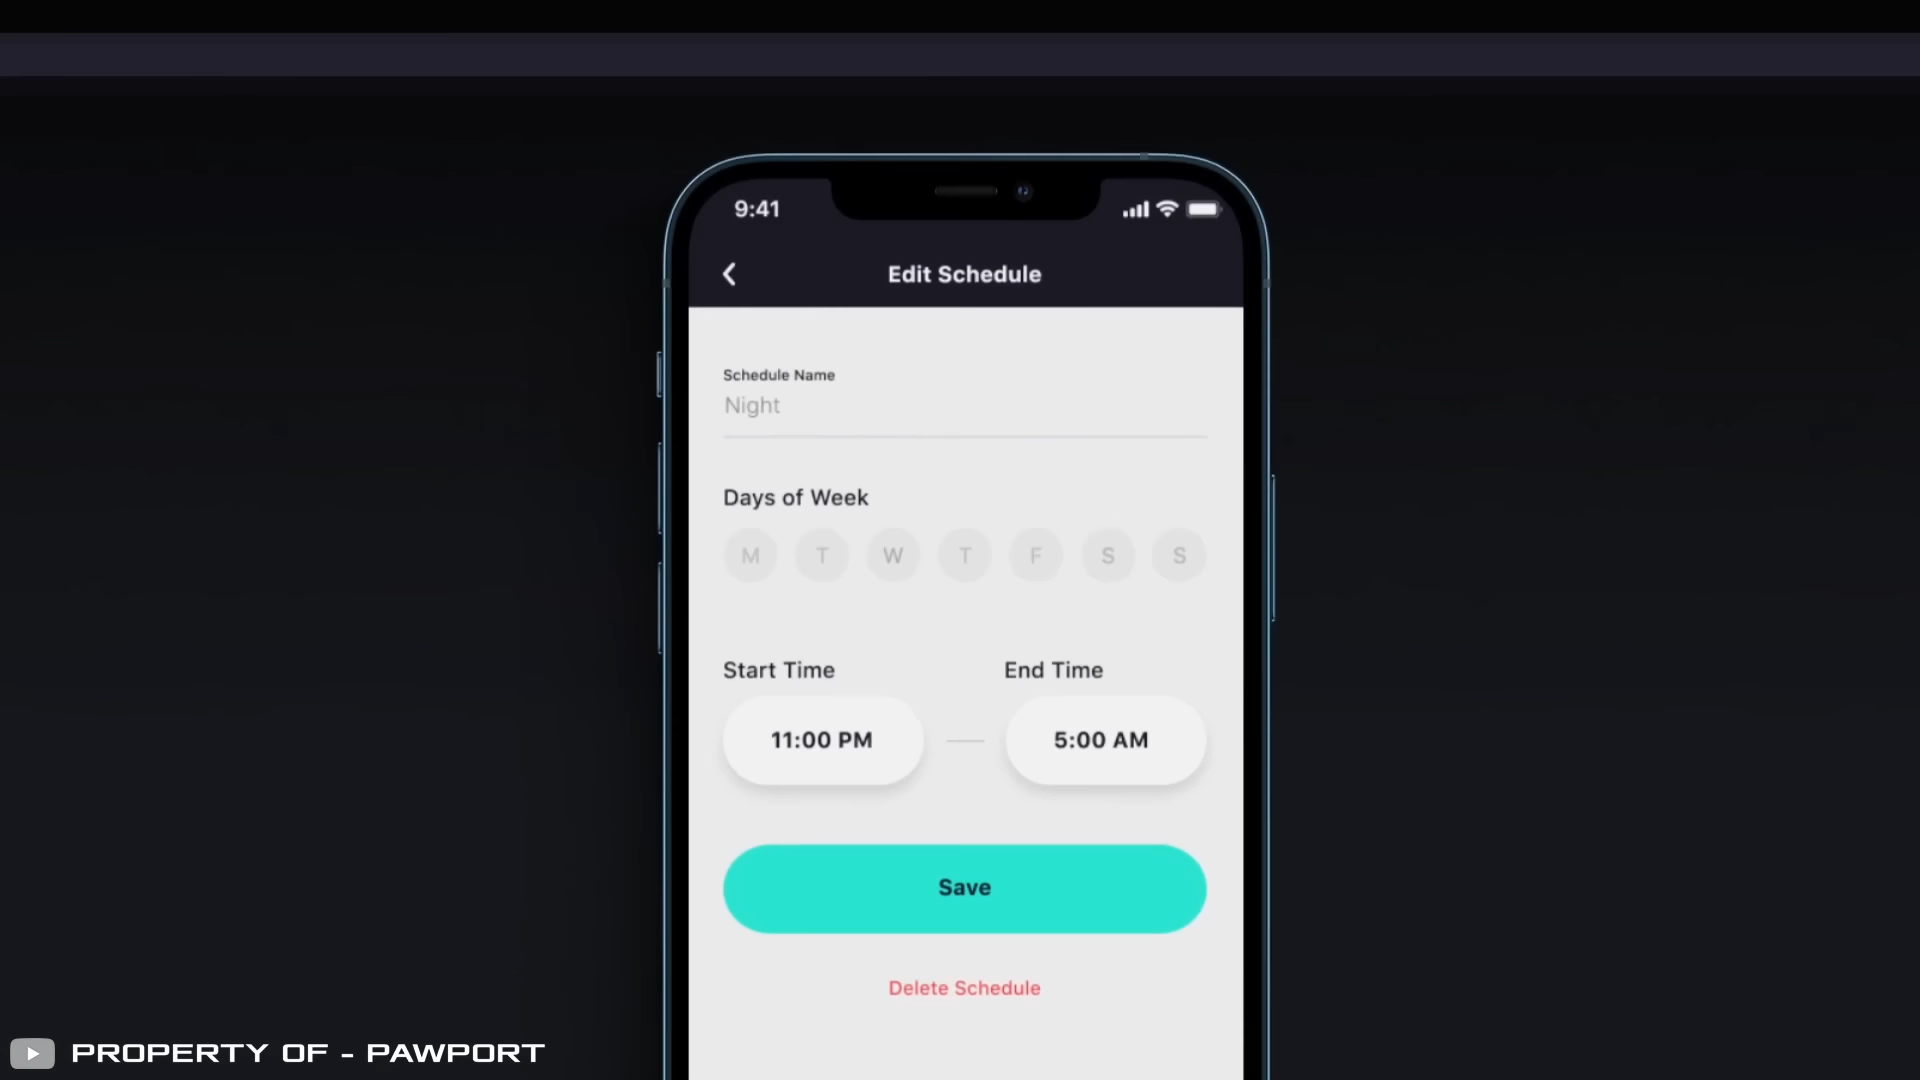 9:41
Edit Schedule
Schedule Name
Night
Days of Week
M T W T F S S
Start Time End Time
11:00 PM 5:00 AM
Save
Delete Schedule
PROPERTY OF - PAWPORT